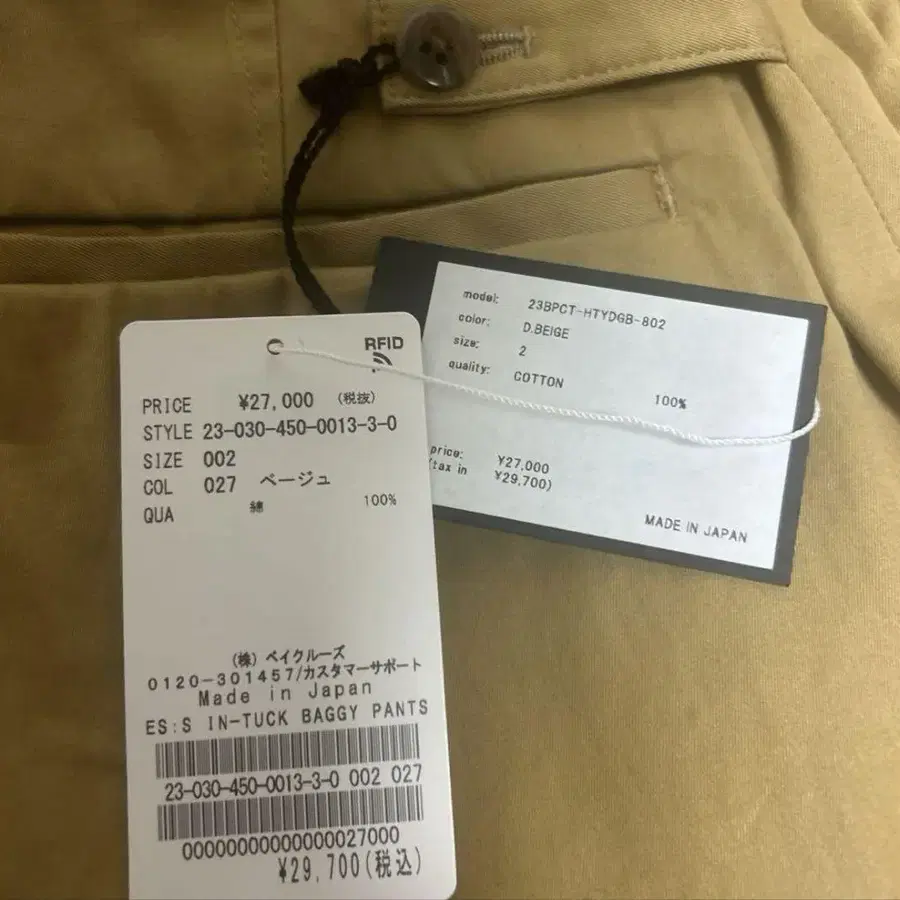 RFID
PRICE ¥27,000 (税抜)
STYLE 23-030-450-0013-3-0
SIZE 002
COL 027 ベージュ
QUA 綿 100%
(株) ベイクルーズ
0120-301457/カスタマーサポート
Made in Japan
ES:S IN-TUCK BAGGY PANTS
23-030-450-0013-3-0 002 027
00000000000000027000
¥29,700(税込)
model: 23BPCT-HTYDGB-802
color: D.BEIGE
size: 2
quality: COTTON 100%
price: ¥27,000
(tax in ¥29,700)
MADE IN JAPAN